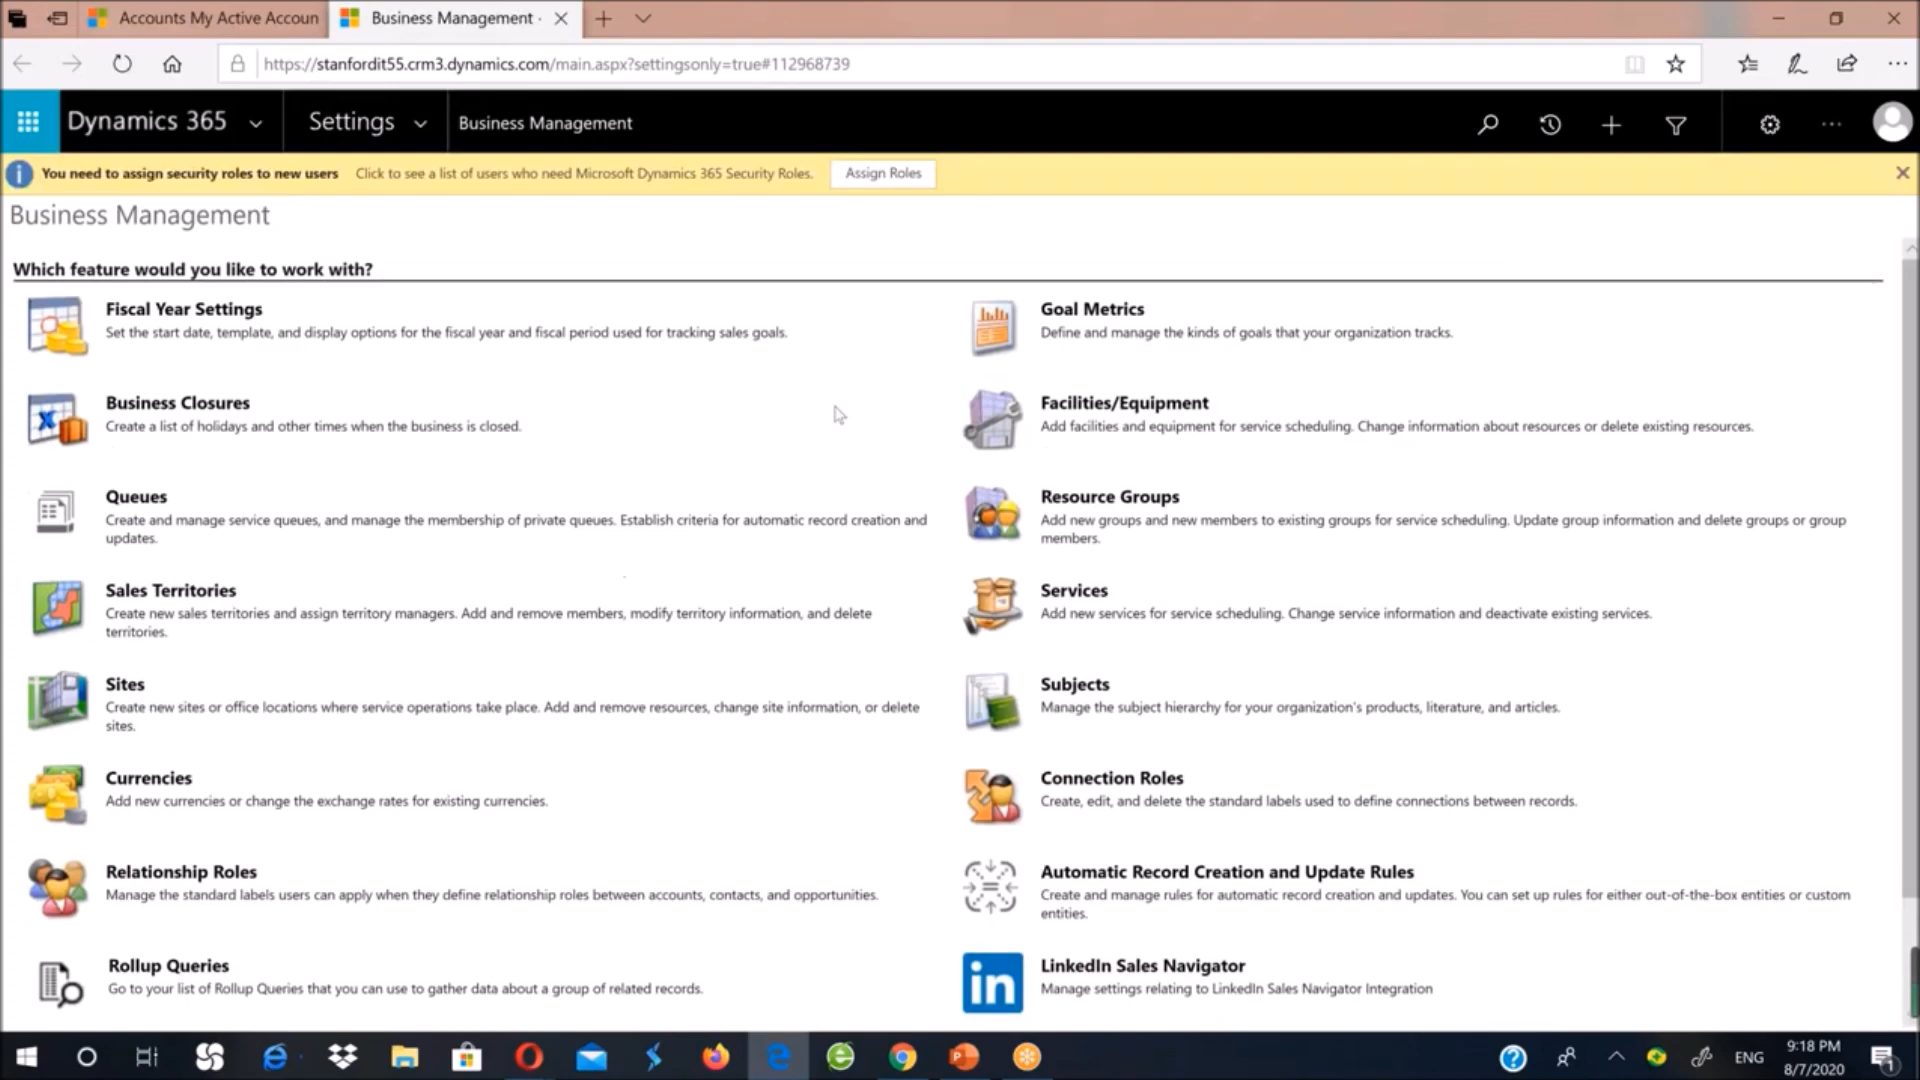 Accounts My Active Accoun
Business Management ·
https://stanfordit55.crm3.dynamics.com/main.aspx?settingsonly=true#112968739
Dynamics 365
Settings
Business Management
You need to assign security roles to new users
Click to see a list of users who need Microsoft Dynamics 365 Security Roles.
Assign Roles
Business Management
Which feature would you like to work with?
Fiscal Year Settings
Set the start date, template, and display options for the fiscal year and fiscal period used for tracking sales goals.
Goal Metrics
Define and manage the kinds of goals that your organization tracks.
Business Closures
Create a list of holidays and other times when the business is closed.
Facilities/Equipment
Add facilities and equipment for service scheduling. Change information about resources or delete existing resources.
Queues
Create and manage service queues, and manage the membership of private queues. Establish criteria for automatic record creation and
updates.
Resource Groups
Add new groups and new members to existing groups for service scheduling. Update group information and delete groups or group
members.
Sales Territories
Create new sales territories and assign territory managers. Add and remove members, modify territory information, and delete
territories.
Services
Add new services for service scheduling. Change service information and deactivate existing services.
Sites
Create new sites or office locations where service operations take place. Add and remove resources, change site information, or delete
sites.
Subjects
Manage the subject hierarchy for your organization's products, literature, and articles.
Currencies
Add new currencies or change the exchange rates for existing currencies.
Connection Roles
Create, edit, and delete the standard labels used to define connections between records.
Relationship Roles
Manage the standard labels users can apply when they define relationship roles between accounts, contacts, and opportunities.
Automatic Record Creation and Update Rules
Create and manage rules for automatic record creation and updates. You can set up rules for either out-of-the-box entities or custom
entities.
Rollup Queries
Go to your list of Rollup Queries that you can use to gather data about a group of related records.
in
LinkedIn Sales Navigator
Manage settings relating to LinkedIn Sales Navigator Integration
ENG
9:18 PM
8/7/2020
1